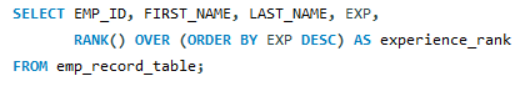 SELECT EMP_ID, FIRST_NAME, LAST_NAME, EXP,
RANK() OVER (ORDER BY EXP DESC) AS experience_rank
FROM emp_record_table;